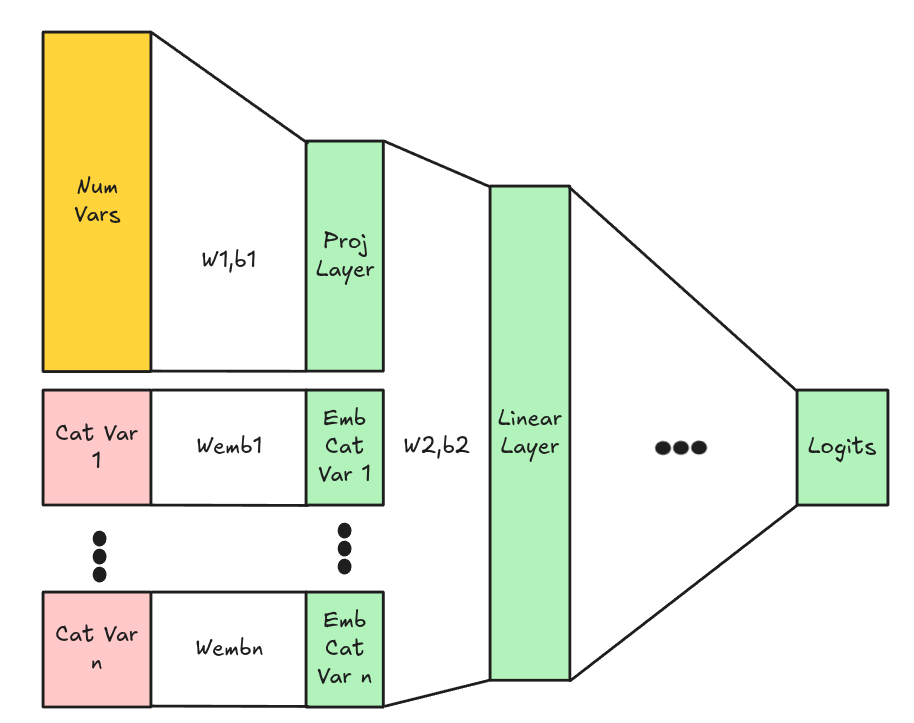 Num
Vars
W1,b1
Proj
Layer
Cat Var
1
Wemb1
Emb
Cat
Var 1
W2,b2
Linear
Layer
Logits
Cat Var
n
Wembn
Emb
Cat
Var n